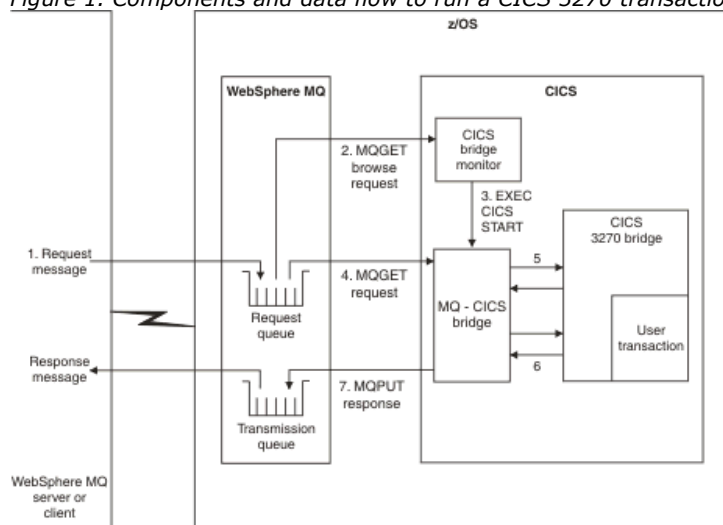 Figure 1. Components and data flow to run a CICS 3270 transaction
z/OS
WebSphere MQ
CICS
CICS
bridge
monitor
2. MQGET
browse
request
3. EXEC
CICS
START
CICS
3270 bridge
1. Request
message
4. MQGET
request
5
Request
queue
MQ - CICS
bridge
User
transaction
Response
message
7. MQPUT
response
6
Transmission
queue
WebSphere MQ
server or
client